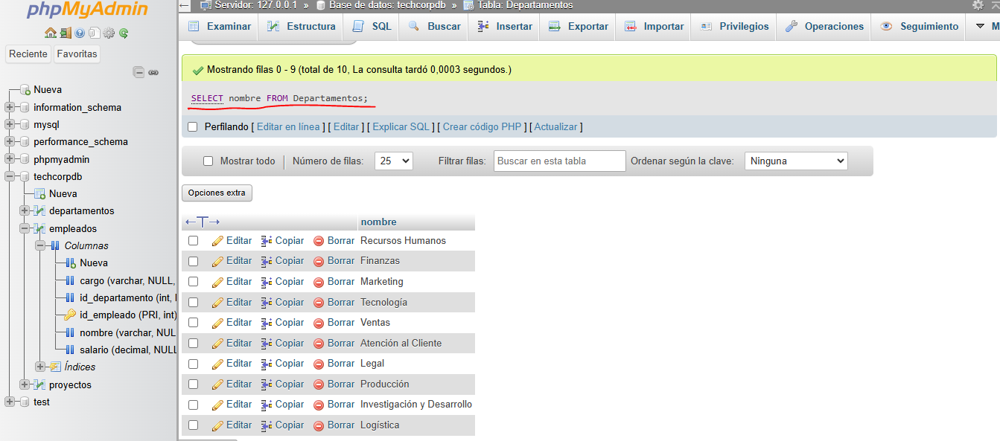 phpMyAdmin
Reciente Favoritas
Nueva
information_schema
mysql
performance_schema
phpmyadmin
techcorpdb
Nueva
departamentos
empleados
Columnas
Nueva
cargo (varchar, NULL,
id_departamento (int,
id_empleado (PRI, int)
nombre (varchar, NUL
salario (decimal, NULL
Índices
proyectos
test
Servidor: 127.0.0.1 » Base de datos: techcorpdb » Tabla: Departamentos
Examinar Estructura SQL Buscar Insertar Exportar Importar Privilegios Operaciones Seguimiento M
Mostrando filas 0 - 9 (total de 10, La consulta tardó 0,0003 segundos.)
SELECT nombre FROM Departamentos;
Perfilando [ Editar en línea ] [ Editar ] [ Explicar SQL ] [ Crear código PHP ] [ Actualizar ]
Mostrar todo | Número de filas: 25 Filtrar filas: Buscar en esta tabla Ordenar según la clave: Ninguna
Opciones extra
←T→ nombre
Editar Copiar Borrar Recursos Humanos
Editar Copiar Borrar Finanzas
Editar Copiar Borrar Marketing
Editar Copiar Borrar Tecnología
Editar Copiar Borrar Ventas
Editar Copiar Borrar Atención al Cliente
Editar Copiar Borrar Legal
Editar Copiar Borrar Producción
Editar Copiar Borrar Investigación y Desarrollo
Editar Copiar Borrar Logística